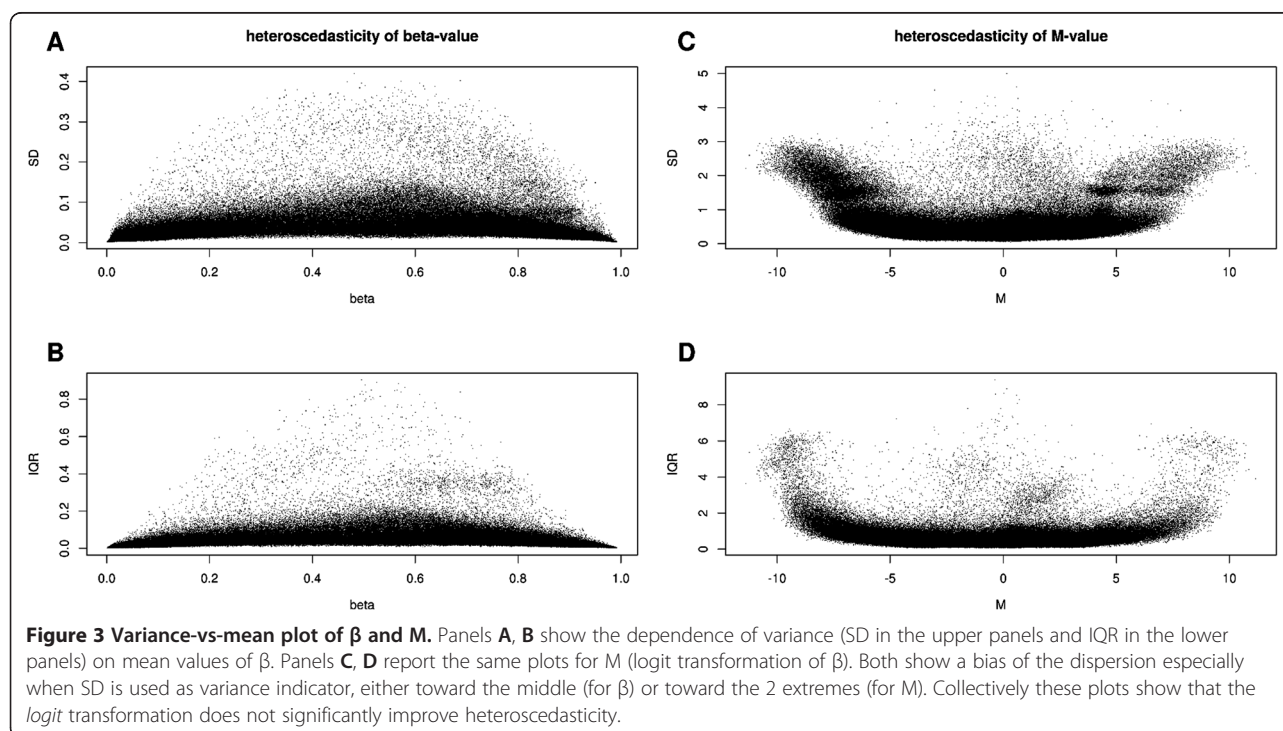 A
heteroscedasticity of beta-value
SD
0.4
0.3
0.2
0.1
0.0
0.0 0.2 0.4 0.6 0.8 1.0
beta
C
heteroscedasticity of M-value
SD
5
4
3
2
1
0
-10 -5 0 5 10
M
B
IQR
0.8
0.6
0.4
0.2
0.0
0.0 0.2 0.4 0.6 0.8 1.0
beta
D
IQR
8
6
4
2
0
-10 -5 0 5 10
M
Figure 3 Variance-vs-mean plot of β and M. Panels A, B show the dependence of variance (SD in the upper panels and IQR in the lower
panels) on mean values of β. Panels C, D report the same plots for M (logit transformation of β). Both show a bias of the dispersion especially
when SD is used as variance indicator, either toward the middle (for β) or toward the 2 extremes (for M). Collectively these plots show that the
logit transformation does not significantly improve heteroscedasticity.